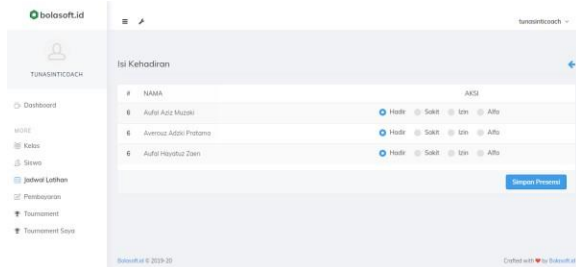 bolasoft.id
tunasinticoach
TUNASINTICOACH
Isi Kehadiran
Dashboard
MORE
Kelas
Siswa
Jadwal Latihan
Pembayaran
Tournament
Tournament Saya
# NAMA AKSI
6 Aufal Aziz Muzaki Hadir Sakit Izin Alfa
6 Averous Adzic Pratama Hadir Sakit Izin Alfa
6 Aufal Hayatuz Zaen Hadir Sakit Izin Alfa
Simpan Presensi
Bolasoft.id © 2019-20
Crafted with ❤ by Bolasoft.id